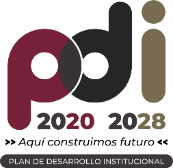 pdi
2020 2028
>> Aquí construimos futuro <<
PLAN DE DESARROLLO INSTITUCIONAL